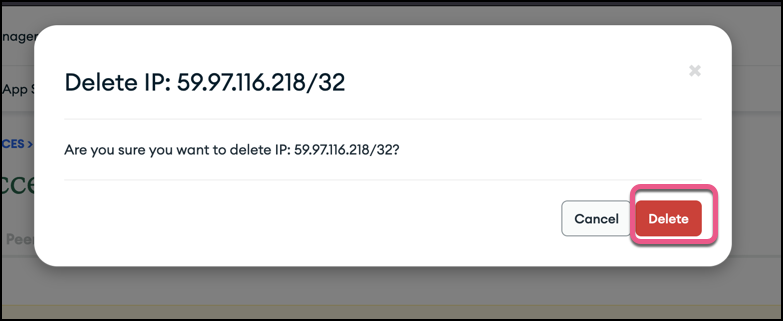 nager
Delete IP: 59.97.116.218/32
×
App S
Are you sure you want to delete IP: 59.97.116.218/32?
CES >
cce
Cancel
Delete
Peer